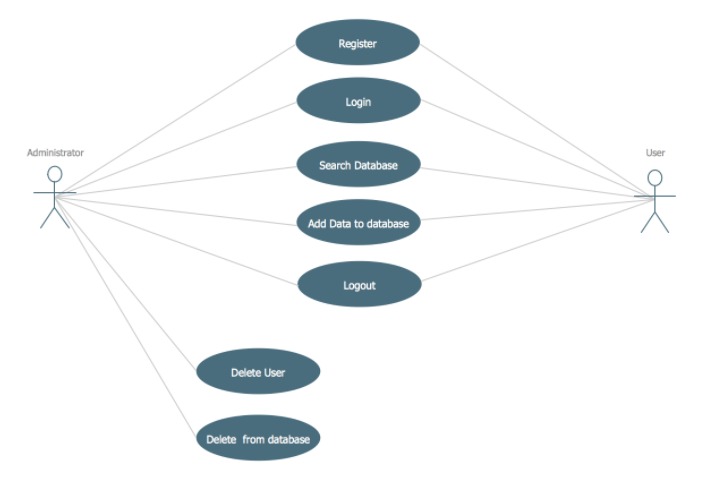 Register
Login
Administrator
User
Search Database
Add Data to database
Logout
Delete User
Delete from database